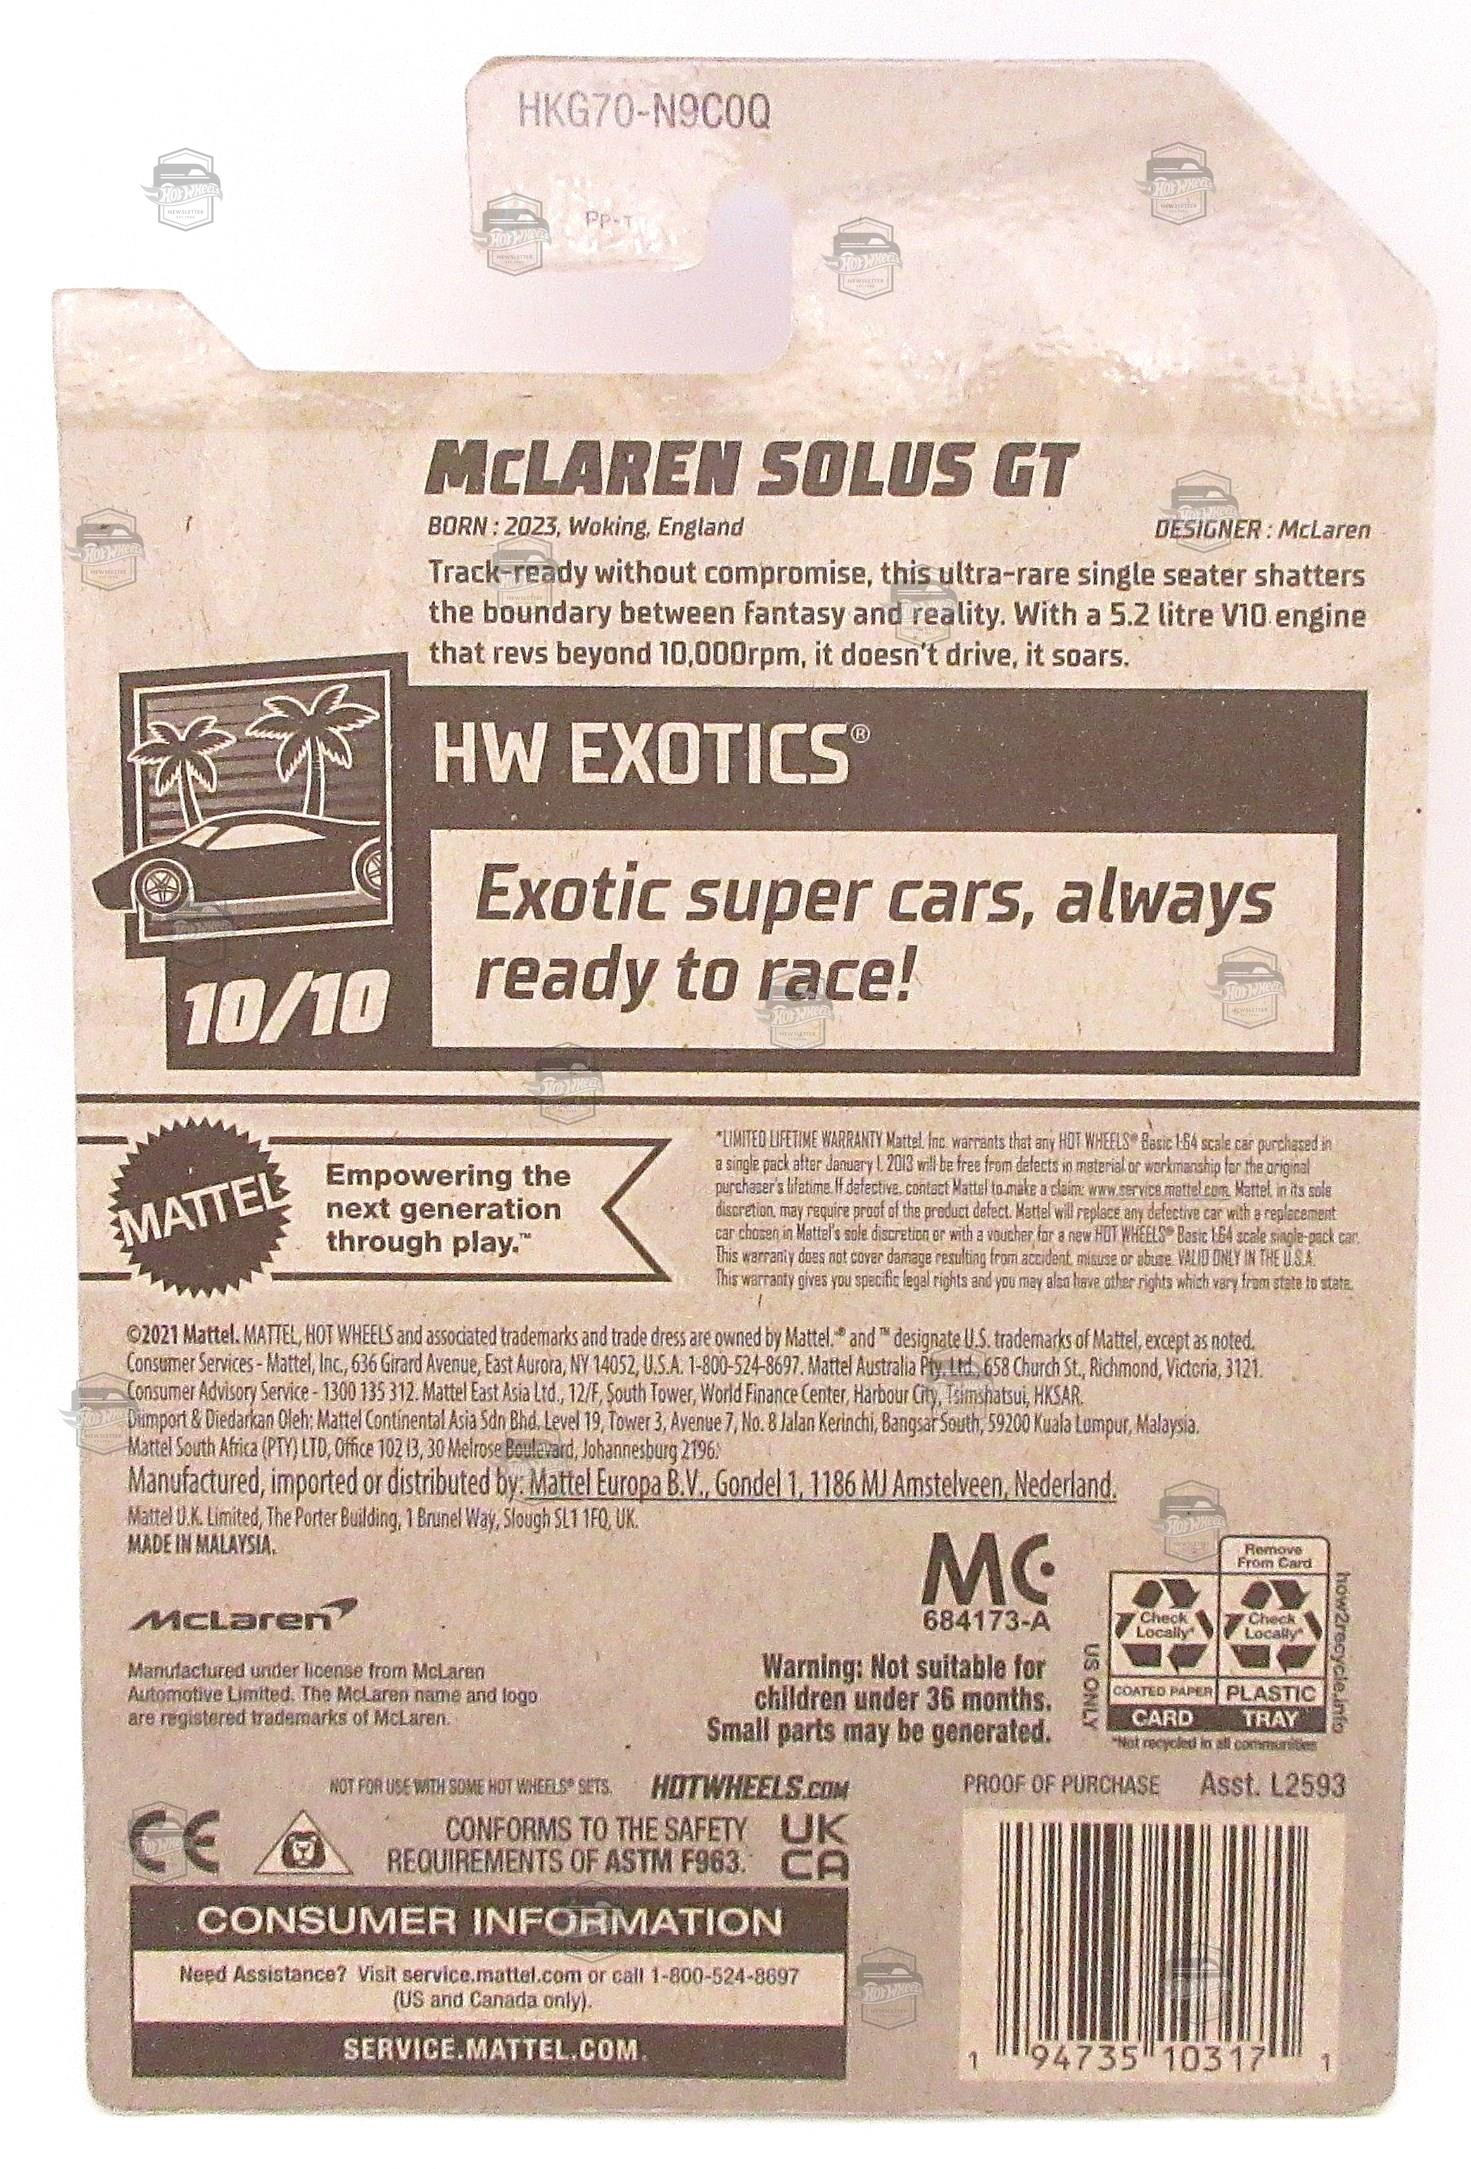 HKG70-N9C0Q
PP-T
McLAREN SOLUS GT
BORN : 2023, Woking, England
DESIGNER : McLaren
Track-ready without compromise, this ultra-rare single seater shatters
the boundary between fantasy and reality. With a 5.2 litre V10 engine
that revs beyond 10,000rpm, it doesn't drive, it soars.
HW EXOTICS®
Exotic super cars, always
ready to race!
10/10
MATTEL
Empowering the
next generation
through play.™
*LIMITED LIFETIME WARRANTY Mattel, Inc. warrants that any HOT WHEELS® Basic 1:64 scale car purchased in
a single pack after January 1, 2013 will be free from defects in material or workmanship for the original
purchaser's lifetime. If defective, contact Mattel to make a claim: www.service.mattel.com. Mattel, in its sole
discretion, may require proof of the product defect. Mattel will replace any defective car with a replacement
car chosen in Mattel's sole discretion or with a voucher for a new HOT WHEELS® Basic 1:64 scale single-pack car.
This warranty does not cover damage resulting from accident, misuse or abuse. VALID ONLY IN THE U.S.A.
This warranty gives you specific legal rights and you may also have other rights which vary from state to state.
©2021 Mattel. MATTEL, HOT WHEELS and associated trademarks and trade dress are owned by Mattel. ® and ™ designate U.S. trademarks of Mattel, except as noted.
Consumer Services - Mattel, Inc., 636 Girard Avenue, East Aurora, NY 14052, U.S.A. 1-800-524-8697. Mattel Australia Pty. Ltd., 658 Church St., Richmond, Victoria, 3121.
Consumer Advisory Service - 1300 135 312. Mattel East Asia Ltd., 12/F, South Tower, World Finance Center, Harbour City, Tsimshatsui, HKSAR.
Diimport & Diedarkan Oleh: Mattel Continental Asia Sdn Bhd. Level 19, Tower 3, Avenue 7, No. 8 Jalan Kerinchi, Bangsar South, 59200 Kuala Lumpur, Malaysia.
Mattel South Africa (PTY) LTD, Office 102 I3, 30 Melrose Boulevard, Johannesburg 2196.
Manufactured, imported or distributed by: Mattel Europa B.V., Gondel 1, 1186 MJ Amstelveen, Nederland.
Mattel U.K. Limited, The Porter Building, 1 Brunel Way, Slough SL1 1FQ, UK.
MADE IN MALAYSIA.
McLaren
Manufactured under license from McLaren
Automotive Limited. The McLaren name and logo
are registered trademarks of McLaren.
MC
684173-A
Warning: Not suitable for
children under 36 months.
Small parts may be generated.
US ONLY
Remove
From Card
Check
Locally*
Check
Locally*
COATED PAPER
PLASTIC
CARD
TRAY
*Not recycled in all communities
how2recycle.info
NOT FOR USE WITH SOME HOT WHEELS® SETS.
HOTWHEELS.COM
PROOF OF PURCHASE
Asst. L2593
CE
CONFORMS TO THE SAFETY
REQUIREMENTS OF ASTM F963.
UK
CA
CONSUMER INFORMATION
Need Assistance? Visit service.mattel.com or call 1-800-524-8697
(US and Canada only).
SERVICE.MATTEL.COM.
1 94735 10317 1